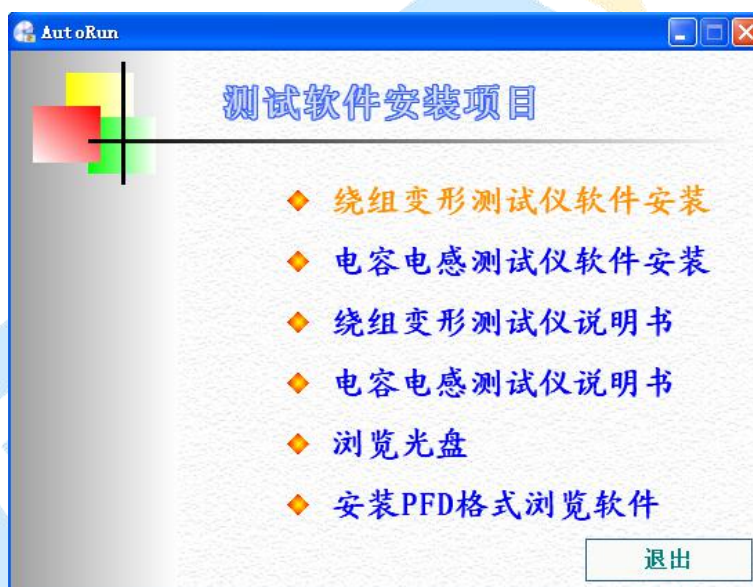 AutoRun
测试软件安装项目
绕组变形测试仪软件安装
电容电感测试仪软件安装
绕组变形测试仪说明书
电容电感测试仪说明书
浏览光盘
安装PFD格式浏览软件
退出